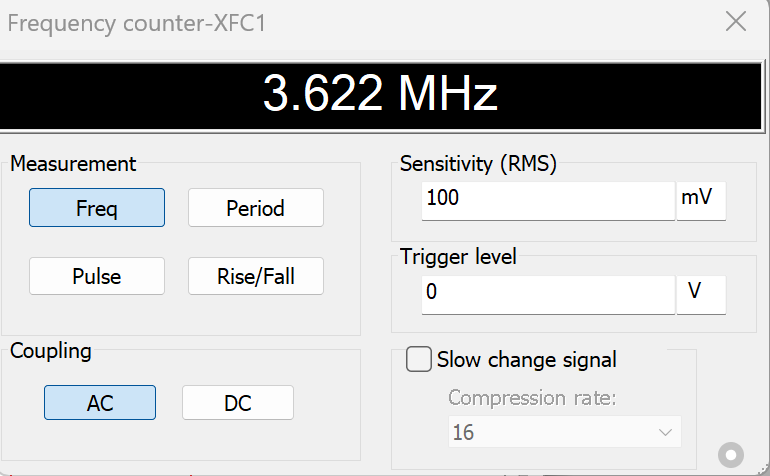 Frequency counter-XFC1
3.622 MHz
Measurement
Freq
Period
Pulse
Rise/Fall
Coupling
AC
DC
Sensitivity (RMS)
100
mV
Trigger level
0
V
Slow change signal
Compression rate:
16